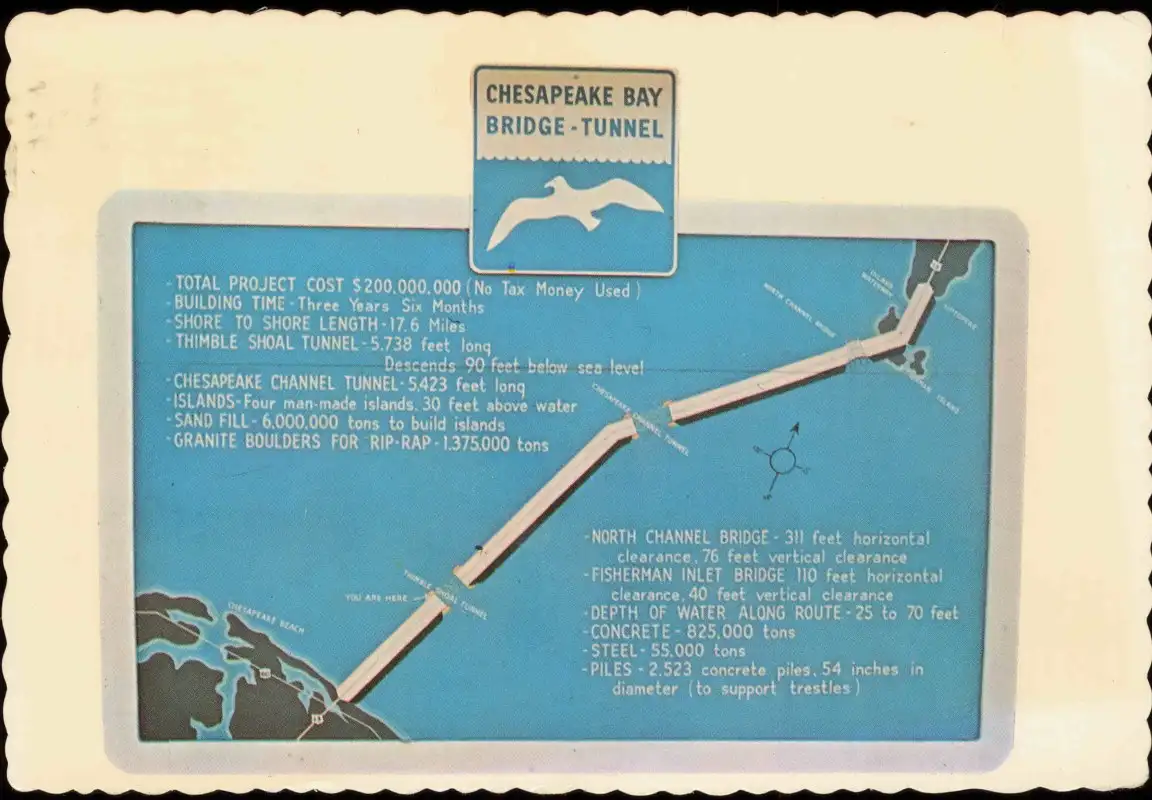 CHESAPEAKE BAY
BRIDGE-TUNNEL
-TOTAL PROJECT COST $200,000,000 (No Tax Money Used)
-BUILDING TIME-Three Years Six Months
-SHORE TO SHORE LENGTH-17.6 Miles
-THIMBLE SHOAL TUNNEL-5,738 feet long
Descends 90 feet below sea level
-CHESAPEAKE CHANNEL TUNNEL-5,423 feet long
-ISLANDS-Four man-made islands, 30 feet above water
-SAND FILL-6,000,000 tons to build islands
-GRANITE BOULDERS FOR RIP-RAP-1,375,000 tons
NORTH CHANNEL BRIDGE
CHESAPEAKE CHANNEL TUNNEL
ISLAND
THIMBLE SHOAL TUNNEL
YOU ARE HERE
CHESAPEAKE BEACH
-NORTH CHANNEL BRIDGE-311 feet horizontal
clearance, 76 feet vertical clearance
-FISHERMAN INLET BRIDGE 110 feet horizontal
clearance, 40 feet vertical clearance
-DEPTH OF WATER ALONG ROUTE-25 to 70 feet
-CONCRETE-825,000 tons
-STEEL-55,000 tons
-PILES-2,523 concrete piles, 54 inches in
diameter (to support trestles)